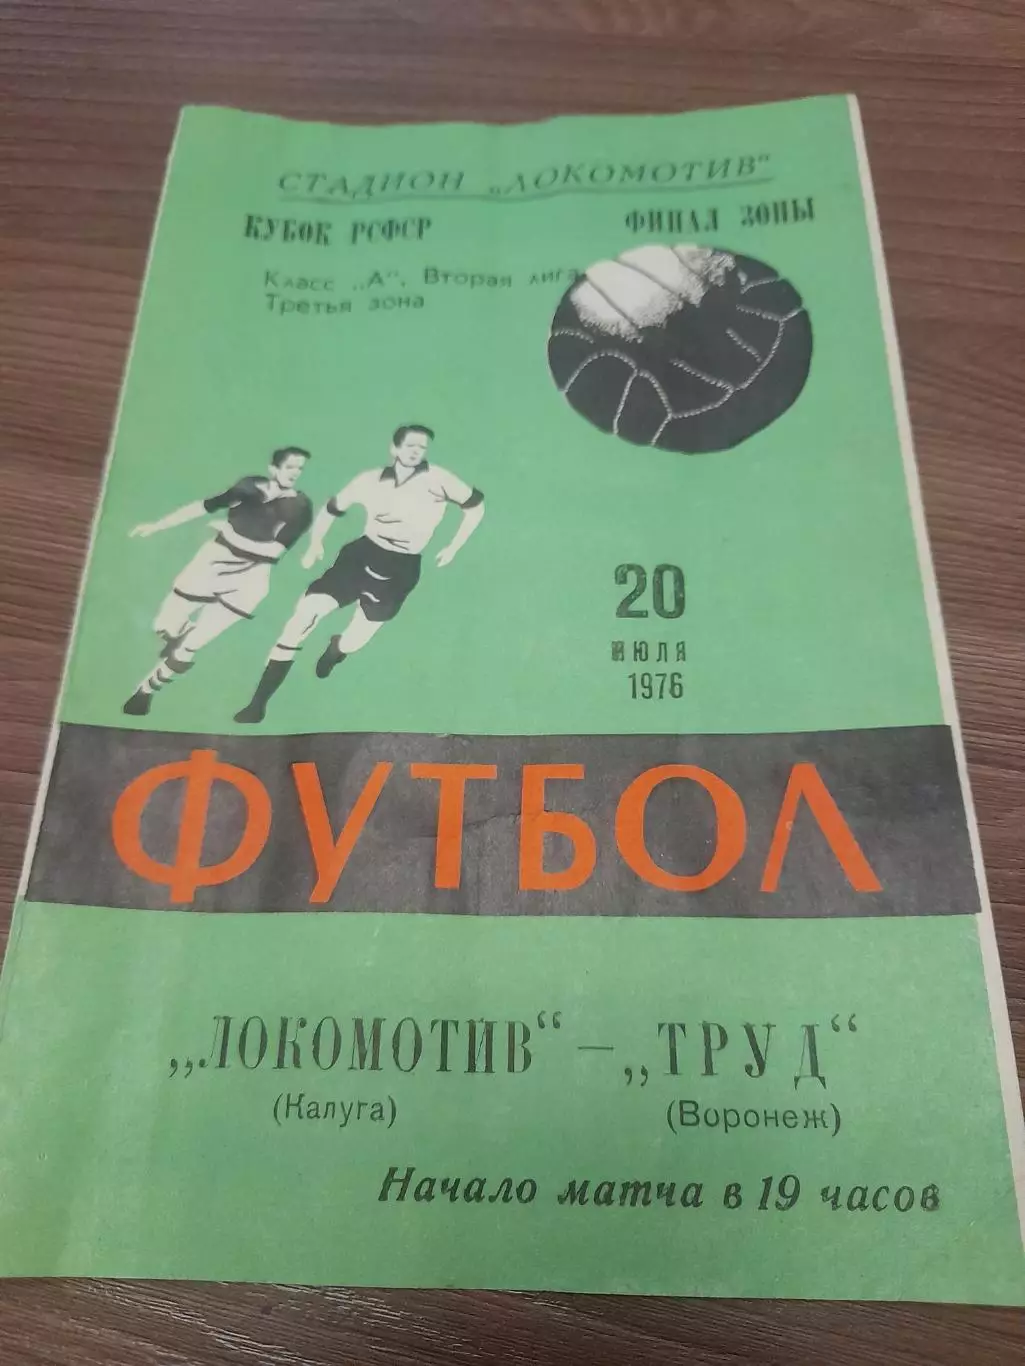 СТАДИОН „ЛОКОМОТИВ“
КУБОК РСФСР ФИНАЛ ЗОНЫ
Класс „А“, Вторая лига
Третья зона
20
июля
1976
ФУТБОЛ
„ЛОКОМОТИВ“ – „ТРУД“
(Калуга) (Воронеж)
Начало матча в 19 часов